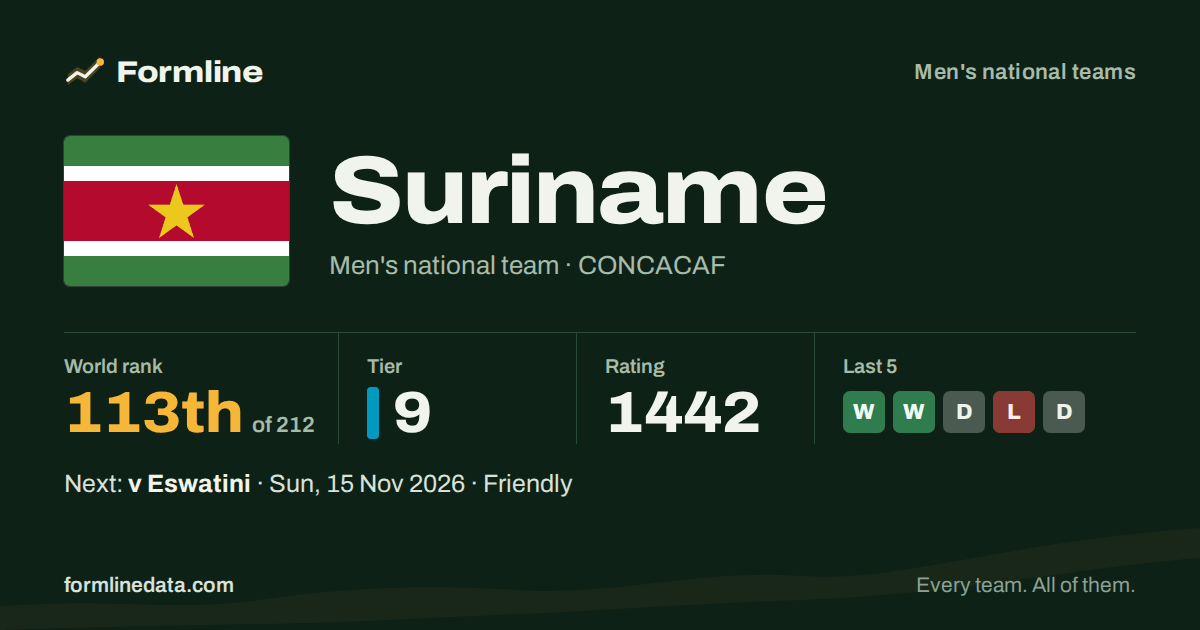 Formline
Men's national teams
Suriname
Men's national team · CONCACAF
World rank
113th of 212
Tier
9
Rating
1442
Last 5
W W D L D
Next: v Eswatini · Sun, 15 Nov 2026 · Friendly
formlinedata.com
Every team. All of them.